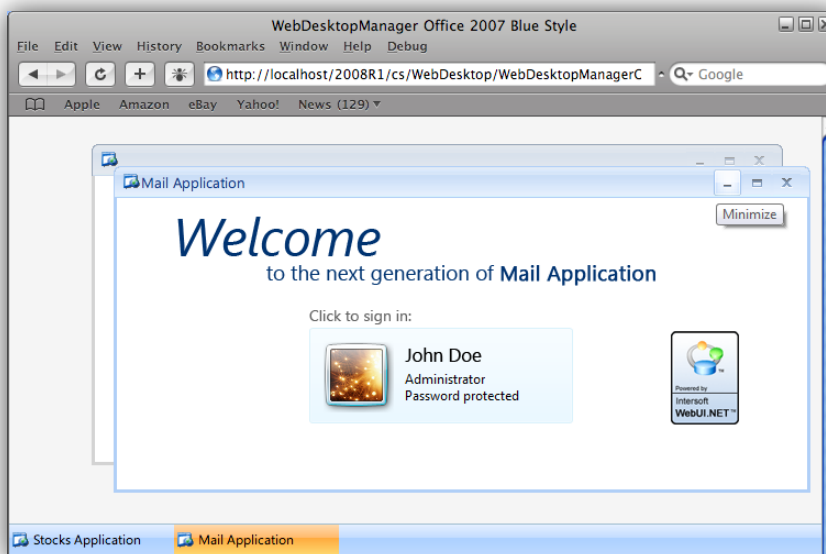 WebDesktopManager Office 2007 Blue Style
File Edit View History Bookmarks Window Help Debug
http://localhost/2008R1/cs/WebDesktop/WebDesktopManagerC
Google
Apple Amazon eBay Yahoo! News (129)
Mail Application
Minimize
Welcome
to the next generation of Mail Application
Click to sign in:
John Doe
Administrator
Password protected
Powered by
Intersoft
WebUI.NET™
Stocks Application Mail Application